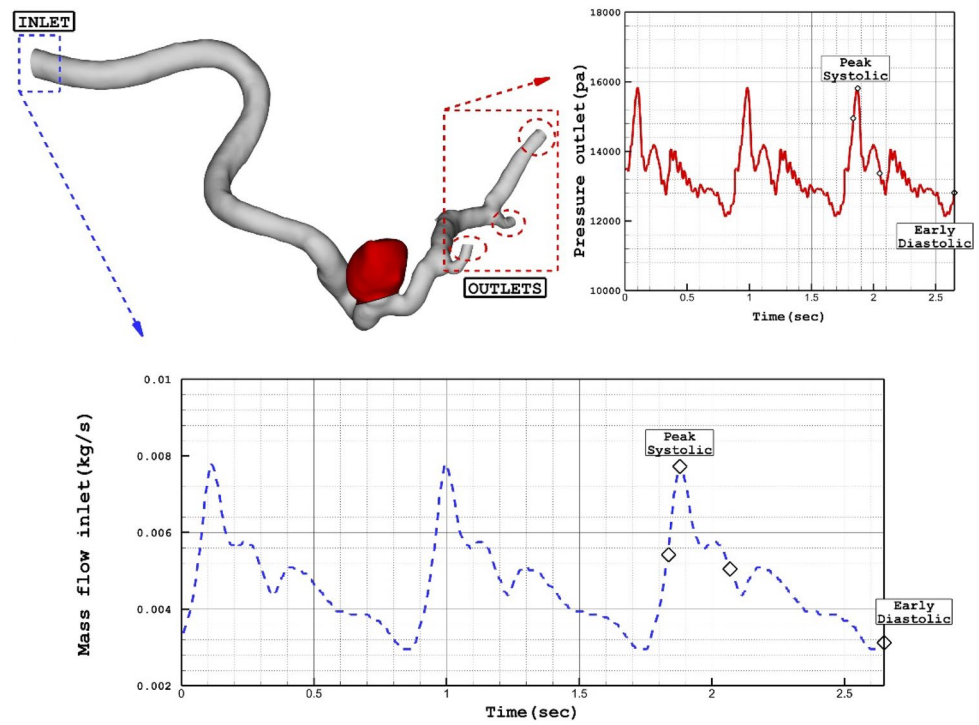 INLET
OUTLETS
18000
16000
14000
12000
10000
Pressure outlet(pa)
Peak
Systolic
Early
Diastolic
0
0.5
1
1.5
2
2.5
Time(sec)
0.01
0.008
0.006
0.004
0.002
Mass flow inlet(kg/s)
Peak
Systolic
Early
Diastolic
0
0.5
1
1.5
2
2.5
Time(sec)